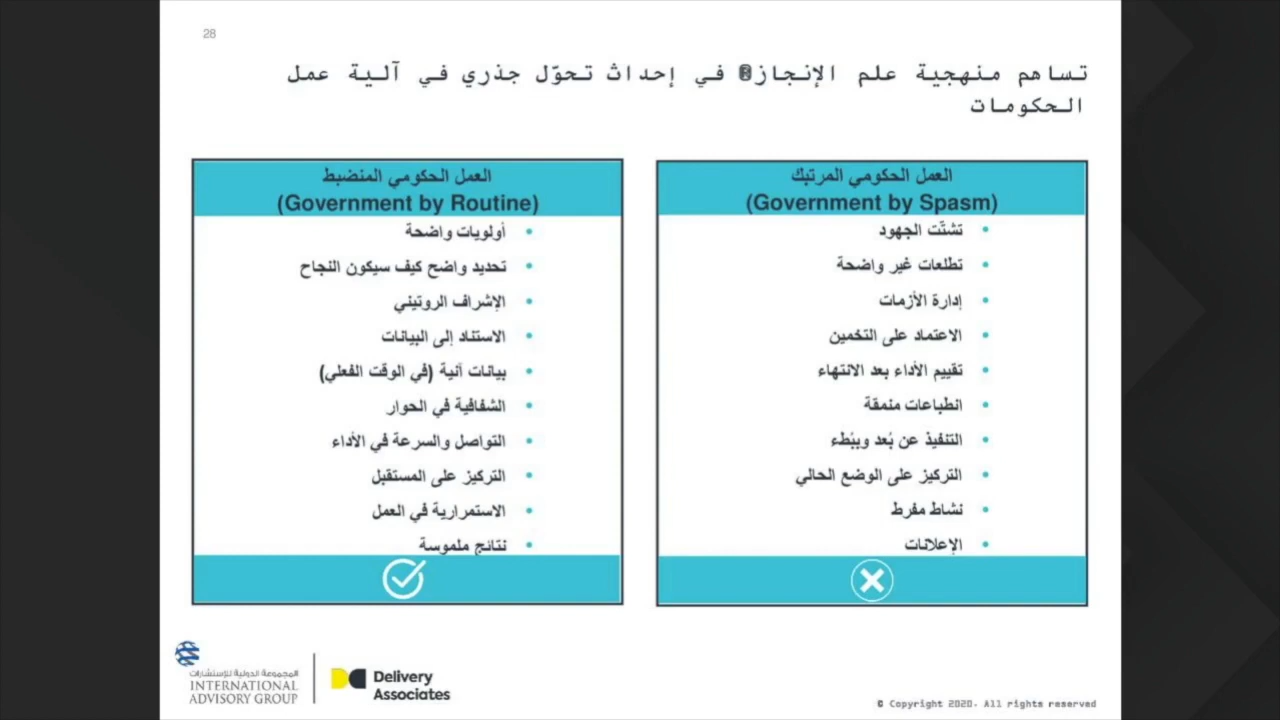 28
تساهم منهجية علم الإنجاز® في إحداث تحوّل جذري في آلية عمل
الحكومات
العمل الحكومي المرتبك
(Government by Spasm)
• تشتّت الجهود
• تطلعات غير واضحة
• إدارة الأزمات
• الاعتماد على التخمين
• تقييم الأداء بعد الانتهاء
• انطباعات منمقة
• التنفيذ عن بُعد وببُطء
• التركيز على الوضع الحالي
• نشاط مفرط
• الإعلانات
العمل الحكومي المنضبط
(Government by Routine)
• أولويات واضحة
• تحديد واضح كيف سيكون النجاح
• الإشراف الروتيني
• الاستناد إلى البيانات
• بيانات آنية (في الوقت الفعلي)
• الشفافية في الحوار
• التواصل والسرعة في الأداء
• التركيز على المستقبل
• الاستمرارية في العمل
• نتائج ملموسة
المجموعة الدولية للإستشارات
INTERNATIONAL
ADVISORY GROUP
Delivery
Associates
© Copyright 2020. All rights reserved